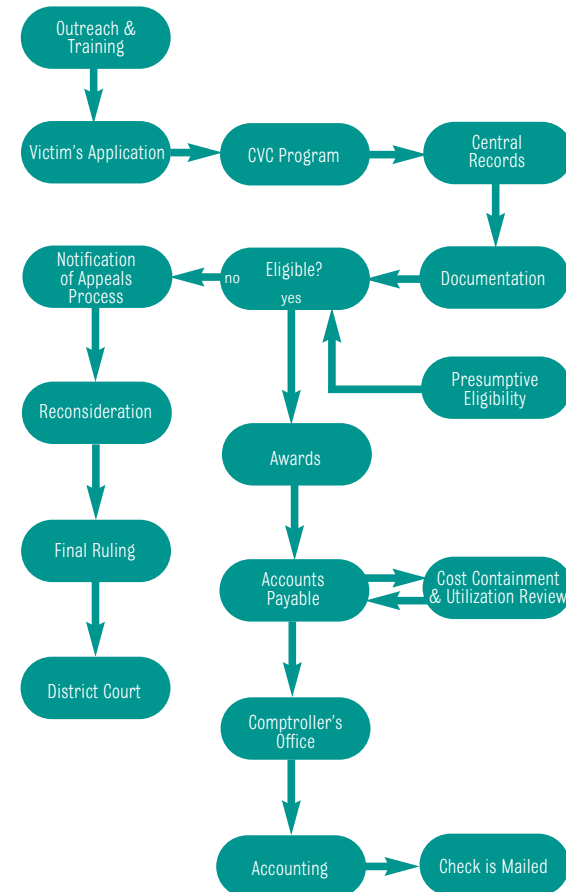 Outreach &
Training
Victim's Application
CVC Program
Central
Records
Notification
of Appeals
Process
no
Eligible?
yes
Documentation
Presumptive
Eligibility
Reconsideration
Awards
Final Ruling
Accounts
Payable
Cost Containment
& Utilization Review
District Court
Comptroller's
Office
Accounting
Check is Mailed